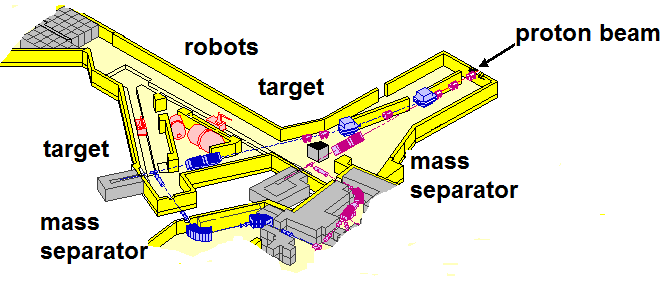 proton beam
robots
target
target
mass
separator
mass
separator